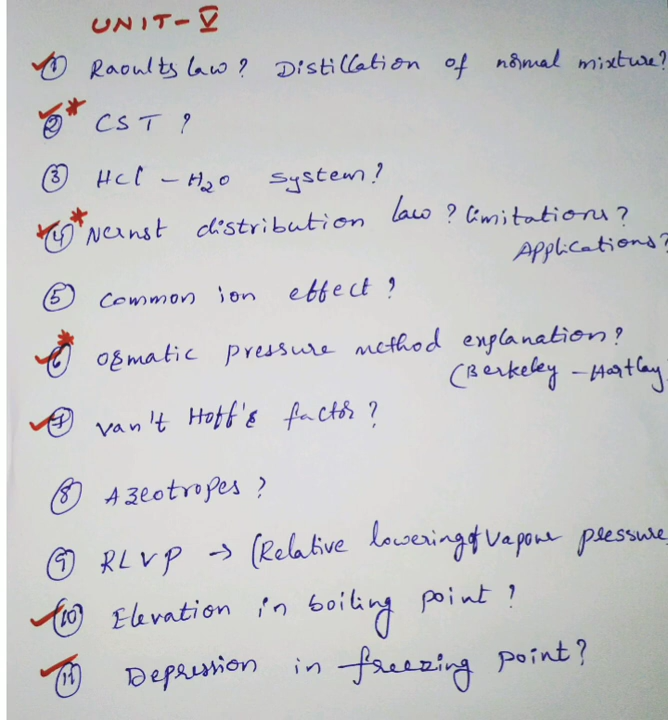 UNIT-V
① Raoults law? Distillation of normal mixture?
②* CST?
③ HCl - H₂O system?
④* Nernst distribution law? limitations?
Applications?
⑤ Common ion effect?
⑥* osmatic pressure method explanation?
(Berkeley - Hartley
⑦ van't Hoff's factor?
⑧ Azeotropes?
⑨ RLVP → (Relative lowering of vapour pressure
⑩ Elevation in boiling point?
⑪ Depression in freezing point?